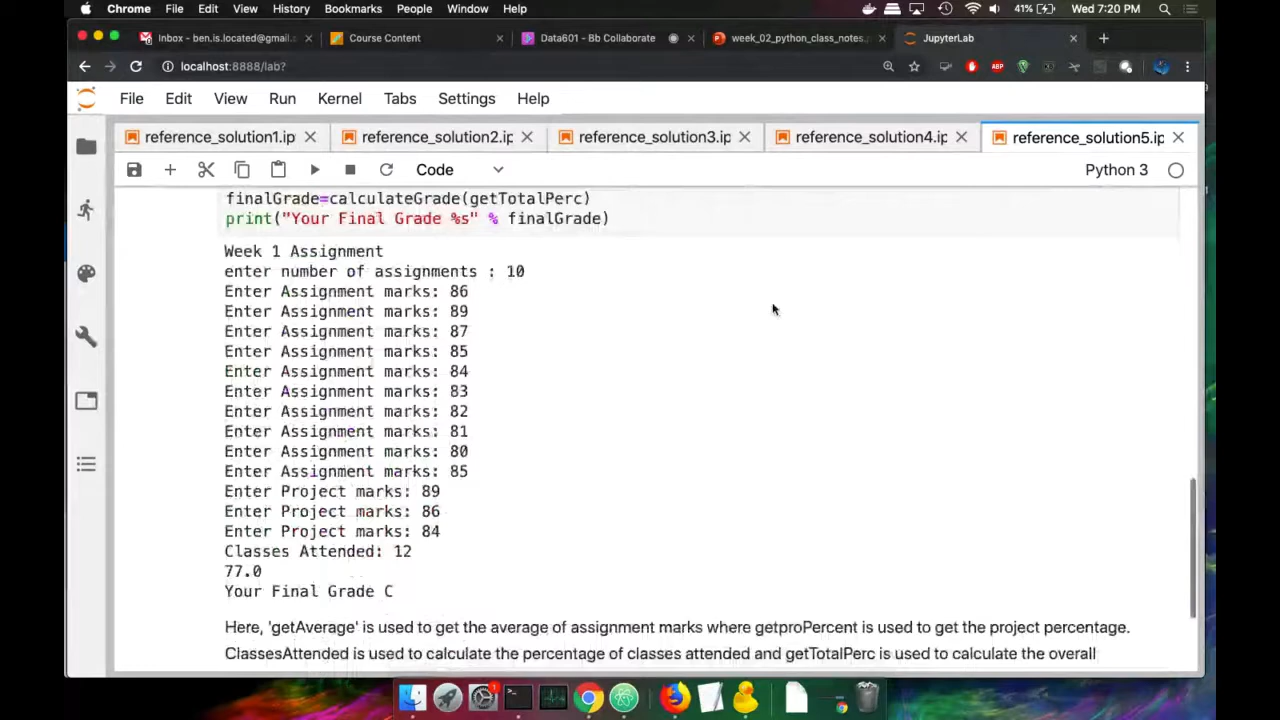 Chrome File Edit View History Bookmarks People Window Help 41% Wed 7:20 PM
Inbox - ben.is.located@gmail.c Course Content Data601 - Bb Collaborate week_02_python_class_notes. JupyterLab
localhost:8888/lab?
ABP
File Edit View Run Kernel Tabs Settings Help
reference_solution1.ip reference_solution2.ip reference_solution3.ip reference_solution4.ip reference_solution5.ip
Code Python 3
finalGrade=calculateGrade(getTotalPerc)
print("Your Final Grade %s" % finalGrade)
Week 1 Assignment
enter number of assignments : 10
Enter Assignment marks: 86
Enter Assignment marks: 89
Enter Assignment marks: 87
Enter Assignment marks: 85
Enter Assignment marks: 84
Enter Assignment marks: 83
Enter Assignment marks: 82
Enter Assignment marks: 81
Enter Assignment marks: 80
Enter Assignment marks: 85
Enter Project marks: 89
Enter Project marks: 86
Enter Project marks: 84
Classes Attended: 12
77.0
Your Final Grade C
Here, 'getAverage' is used to get the average of assignment marks where getproPercent is used to get the project percentage.
ClassesAttended is used to calculate the percentage of classes attended and getTotalPerc is used to calculate the overall
1